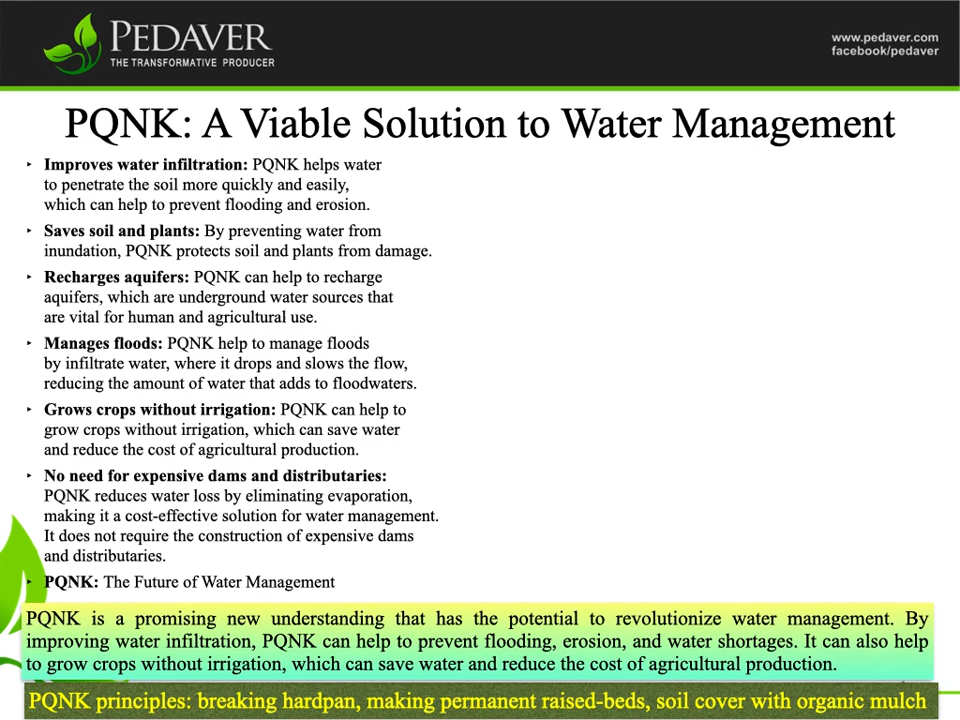 PEDAVER
THE TRANSFORMATIVE PRODUCER
www.pedaver.com
facebook/pedaver
PQNK: A Viable Solution to Water Management
‣ Improves water infiltration: PQNK helps water
to penetrate the soil more quickly and easily,
which can help to prevent flooding and erosion.
‣ Saves soil and plants: By preventing water from
inundation, PQNK protects soil and plants from damage.
‣ Recharges aquifers: PQNK can help to recharge
aquifers, which are underground water sources that
are vital for human and agricultural use.
‣ Manages floods: PQNK help to manage floods
by infiltrate water, where it drops and slows the flow,
reducing the amount of water that adds to floodwaters.
‣ Grows crops without irrigation: PQNK can help to
grow crops without irrigation, which can save water
and reduce the cost of agricultural production.
‣ No need for expensive dams and distributaries:
PQNK reduces water loss by eliminating evaporation,
making it a cost-effective solution for water management.
It does not require the construction of expensive dams
and distributaries.
‣ PQNK: The Future of Water Management
PQNK is a promising new understanding that has the potential to revolutionize water management. By
improving water infiltration, PQNK can help to prevent flooding, erosion, and water shortages. It can also help
to grow crops without irrigation, which can save water and reduce the cost of agricultural production.
PQNK principles: breaking hardpan, making permanent raised-beds, soil cover with organic mulch